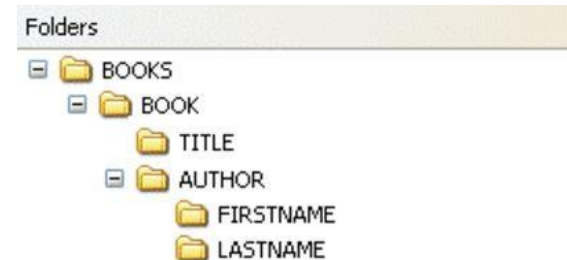 Folders
BOOKS
BOOK
TITLE
AUTHOR
FIRSTNAME
LASTNAME